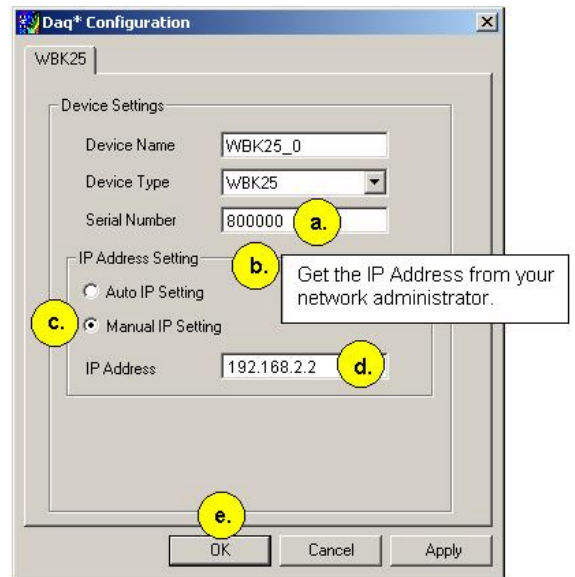 Daq* Configuration
WBK25
Device Settings
Device Name WBK25_0
Device Type WBK25
Serial Number 800000 a.
IP Address Setting b.
Get the IP Address from your
network administrator.
Auto IP Setting
c. Manual IP Setting
IP Address 192.168.2.2 d.
e.
OK Cancel Apply